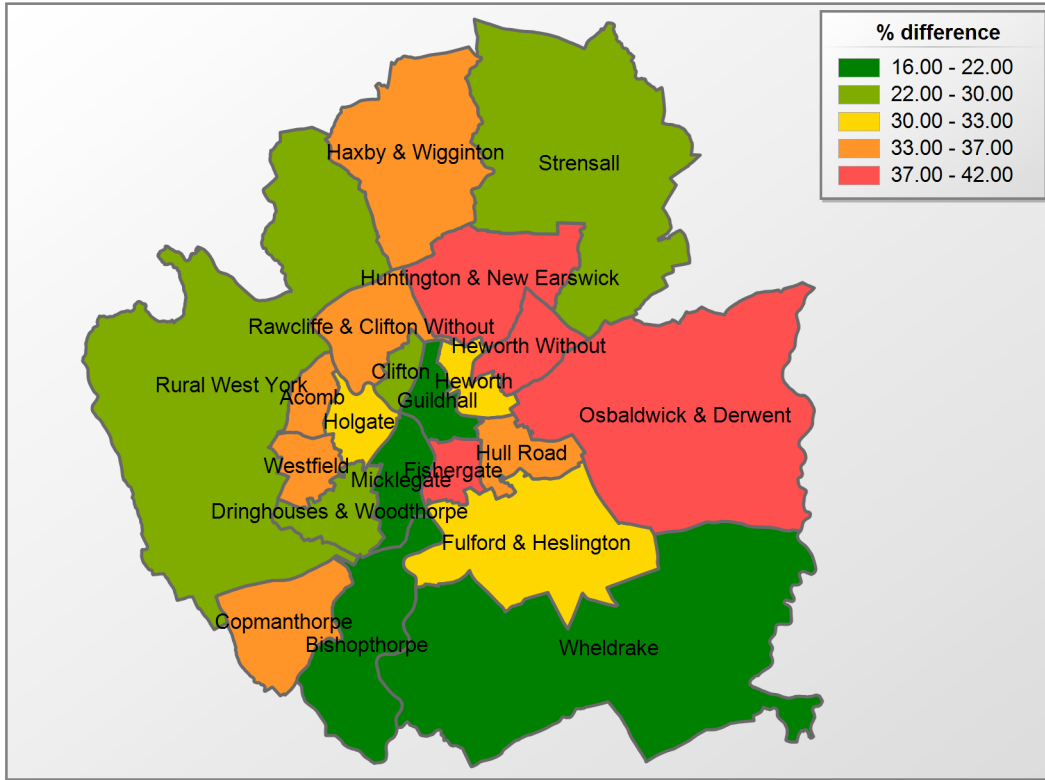 % difference
16.00 - 22.00
22.00 - 30.00
30.00 - 33.00
33.00 - 37.00
37.00 - 42.00
Haxby & Wigginton
Strensall
Huntington & New Earswick
Rawcliffe & Clifton Without
Heworth Without
Clifton
Rural West York
Heworth
Acomb
Guildhall
Osbaldwick & Derwent
Holgate
Hull Road
Westfield
Fishergate
Micklegate
Dringhouses & Woodthorpe
Fulford & Heslington
Copmanthorpe
Bishopthorpe
Wheldrake